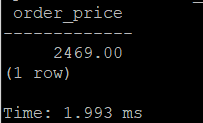 order_price
-------------
2469.00
(1 row)
Time: 1.993 ms